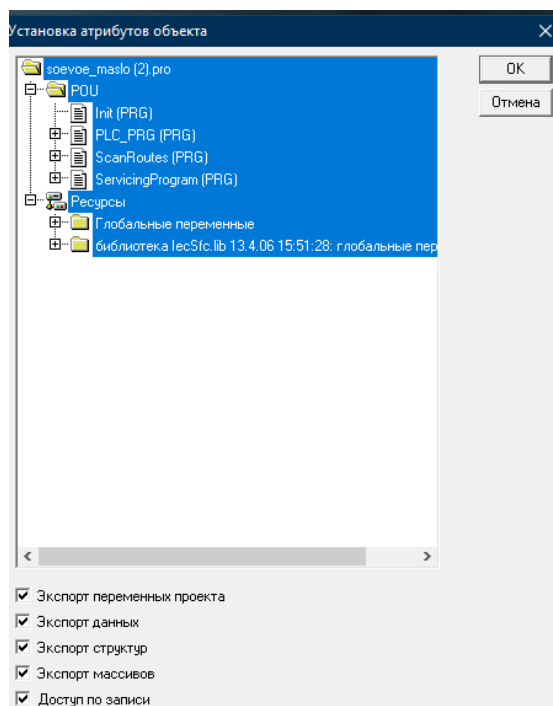 Установка атрибутов объекта
soevoe_maslo (2).pro
OK
POU
Отмена
Init (PRG)
PLC_PRG (PRG)
ScanRoutes (PRG)
ServicingProgram (PRG)
Ресурсы
Глобальные переменные
библиотека IecSfc.lib 13.4.06 15:51:28: глобальные пер
Экспорт переменных проекта
Экспорт данных
Экспорт структур
Экспорт массивов
Доступ по записи